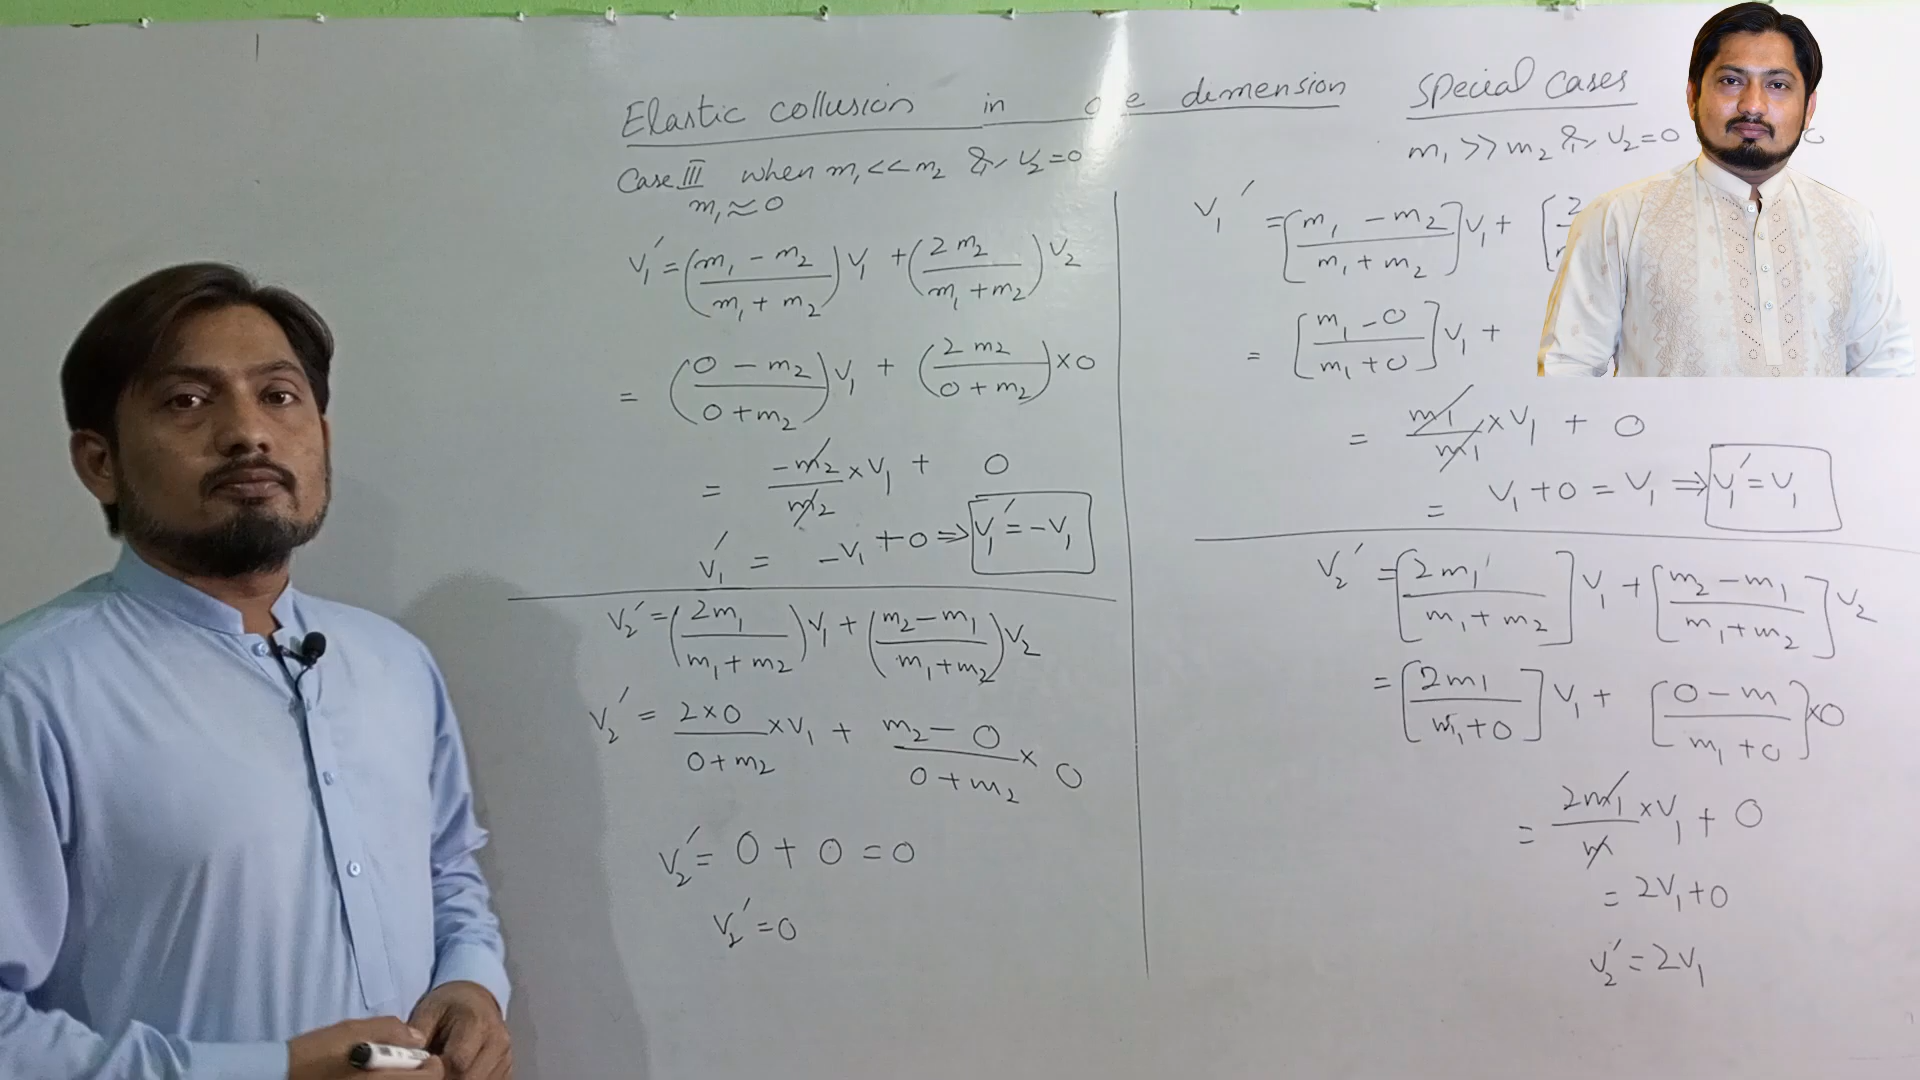 Elastic collusion in one dimension Special Cases
Case III when m₁ << m₂ & V₂=0
m₁ ≈ 0
V₁′ = (m₁ - m₂ / m₁ + m₂) V₁ + (2m₂ / m₁ + m₂) V₂
= (0 - m₂ / 0 + m₂) V₁ + (2m₂ / 0 + m₂) × 0
= -m₂ / m₂ × V₁ + 0
V₁′ = -V₁ + 0 ⇒ V₁′ = -V₁
V₂′ = (2m₁ / m₁ + m₂) V₁ + (m₂ - m₁ / m₁ + m₂) V₂
V₂′ = 2×0 / 0 + m₂ × V₁ + m₂ - 0 / 0 + m₂ × 0
V₂′ = 0 + 0 = 0
V₂′ = 0
m₁ >> m₂ & V₂=0
V₁′ = [m₁ - m₂ / m₁ + m₂] V₁ + [2
= [m₁ - 0 / m₁ + 0] V₁ +
= m1 / m1 × V₁ + 0
= V₁ + 0 = V₁ ⇒ V₁′ = V₁
V₂′ = [2m₁ / m₁ + m₂] V₁ + [m₂ - m₁ / m₁ + m₂] V₂
= [2m₁ / m₁ + 0] V₁ + [0 - m / m₁ + 0] × 0
= 2m₁ / m × V₁ + 0
= 2V₁ + 0
V₂′ = 2V₁